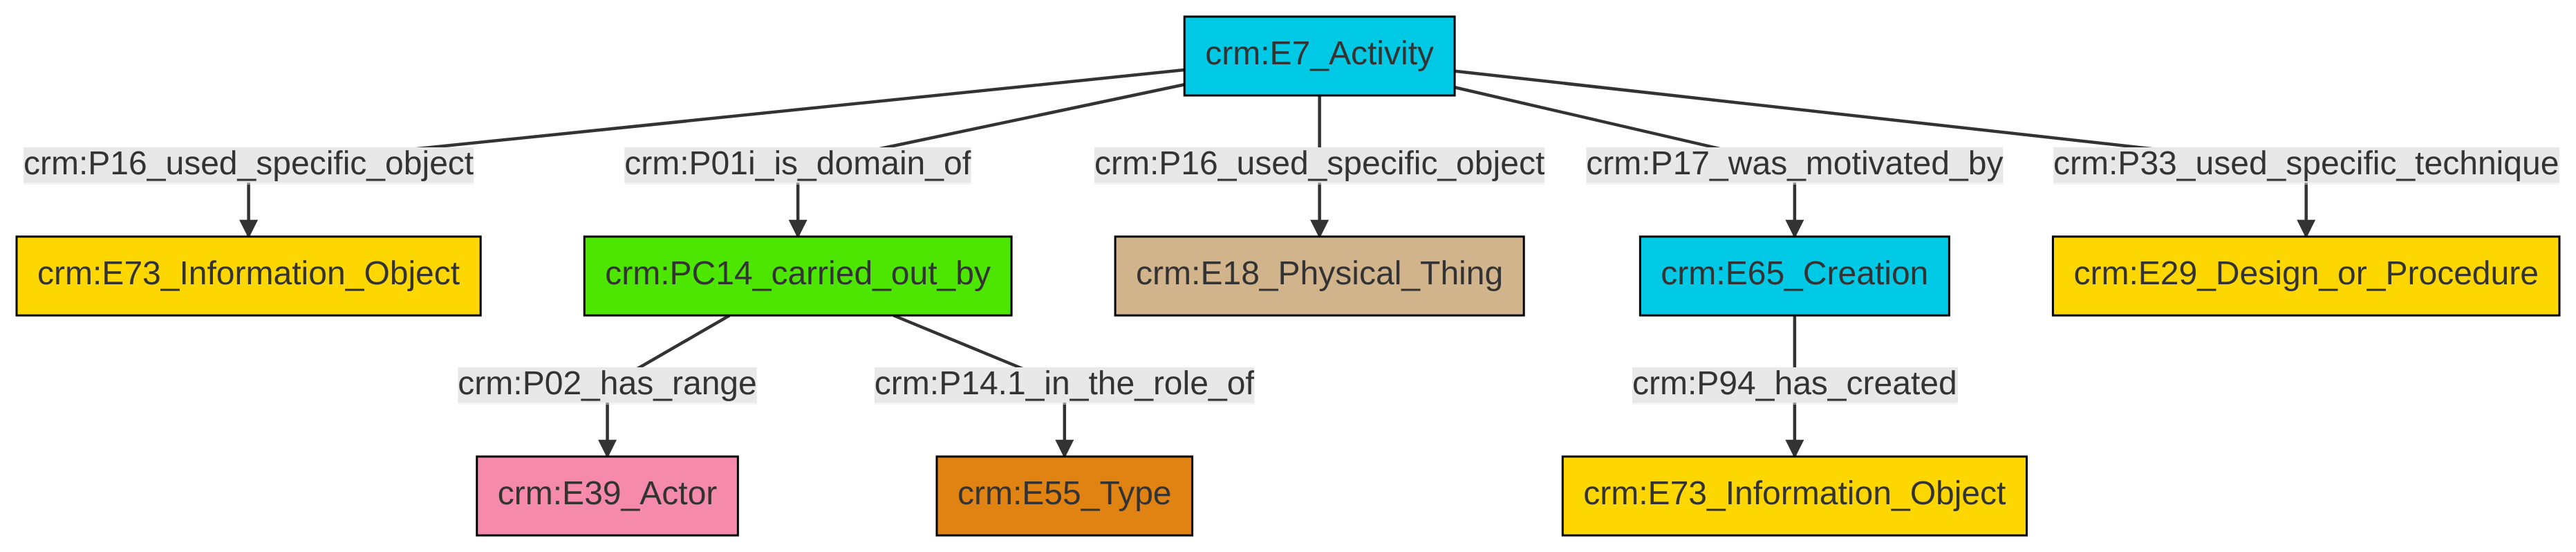 crm:E7_Activity
crm:P16_used_specific_object
crm:P01i_is_domain_of
crm:P16_used_specific_object
crm:P17_was_motivated_by
crm:P33_used_specific_technique
crm:E73_Information_Object
crm:PC14_carried_out_by
crm:E18_Physical_Thing
crm:E65_Creation
crm:E29_Design_or_Procedure
crm:P02_has_range
crm:P14.1_in_the_role_of
crm:P94_has_created
crm:E39_Actor
crm:E55_Type
crm:E73_Information_Object